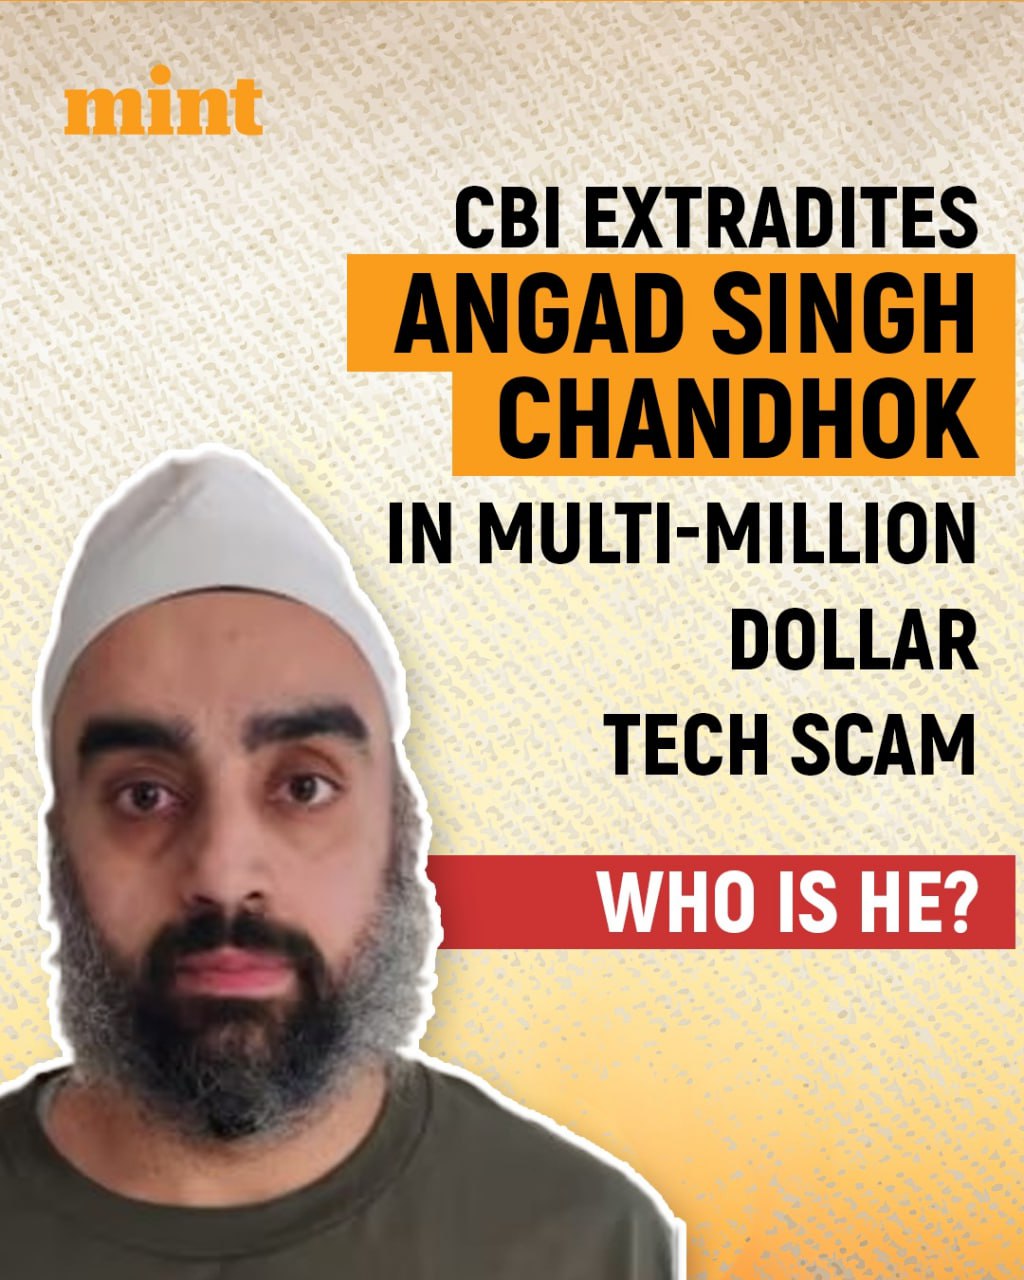 mint
CBI EXTRADITES
ANGAD SINGH
CHANDHOK
IN MULTI-MILLION
DOLLAR
TECH SCAM
WHO IS HE?